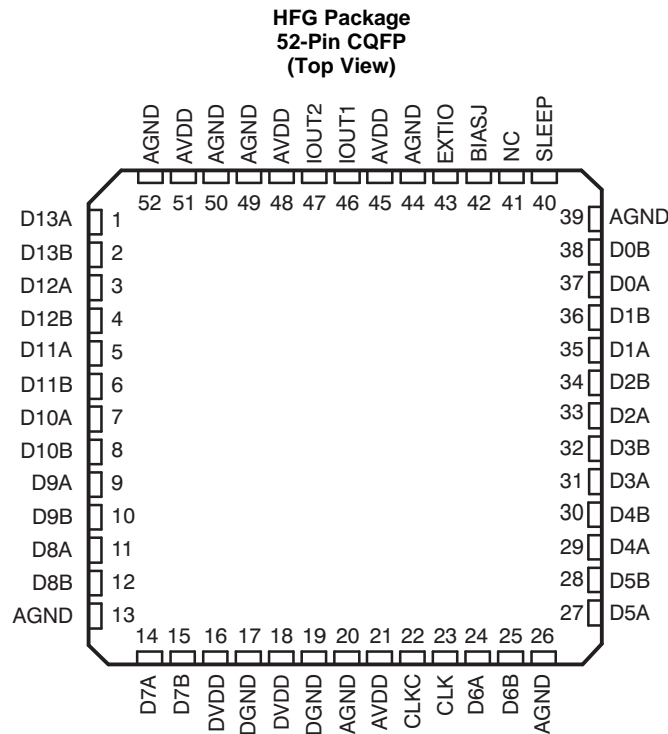 HFG Package
52-Pin CQFP
(Top View)
AGND AVDD AGND AGND AVDD IOUT2 IOUT1 AVDD AGND EXTIO BIASJ NC SLEEP
52 51 50 49 48 47 46 45 44 43 42 41 40
D13A 1 39 AGND
D13B 2 38 D0B
D12A 3 37 D0A
D12B 4 36 D1B
D11A 5 35 D1A
D11B 6 34 D2B
D10A 7 33 D2A
D10B 8 32 D3B
D9A 9 31 D3A
D9B 10 30 D4B
D8A 11 29 D4A
D8B 12 28 D5B
AGND 13 27 D5A
14 15 16 17 18 19 20 21 22 23 24 25 26
D7A D7B DVDD DGND DVDD DGND AGND AVDD CLKC CLK D6A D6B AGND